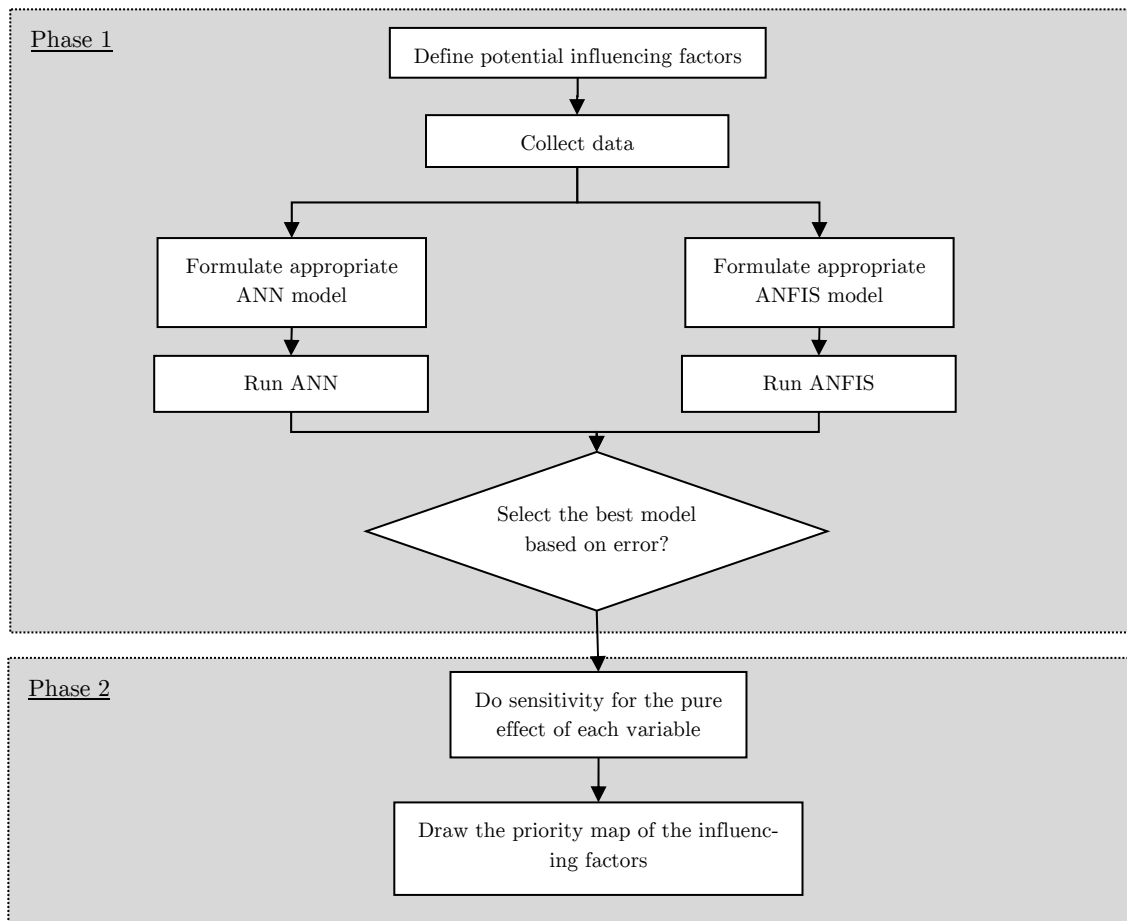 Phase 1
Define potential influencing factors
Collect data
Formulate appropriate
ANN model
Formulate appropriate
ANFIS model
Run ANN
Run ANFIS
Select the best model
based on error?
Phase 2
Do sensitivity for the pure
effect of each variable
Draw the priority map of the influenc-
ing factors